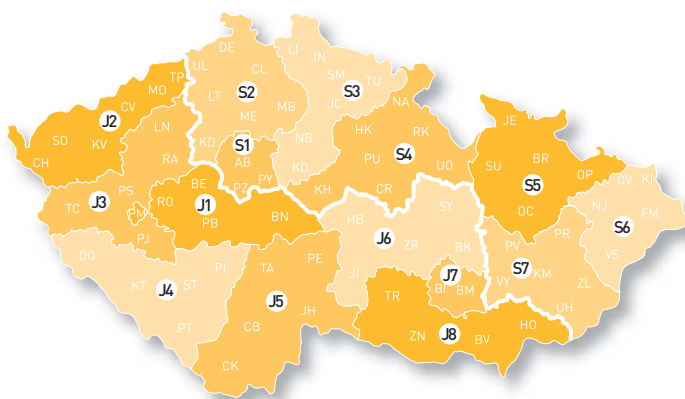 DE
LI
JN
UL
CL
SM
TU
TP
S2
S3
MO
LT
MB
JC
NA
CV
J2
ME
JE
SO
KV
LN
KD
S1
NB
HK
RK
BR
CH
RA
AB
PU
S4
UO
SU
OP
OV
KI
KO
S5
PS
BE
PZ
PY
KH
CR
OC
NJ
FM
TC
J3
RO
J1
SY
S6
PM
PB
BN
HB
J6
PR
PJ
ZR
BK
PV
S7
VS
DO
PI
TA
PE
JI
J7
KM
KT
J4
ST
J5
TR
BI
BM
VY
ZL
JH
UH
PT
CB
ZN
J8
BV
HO
CK